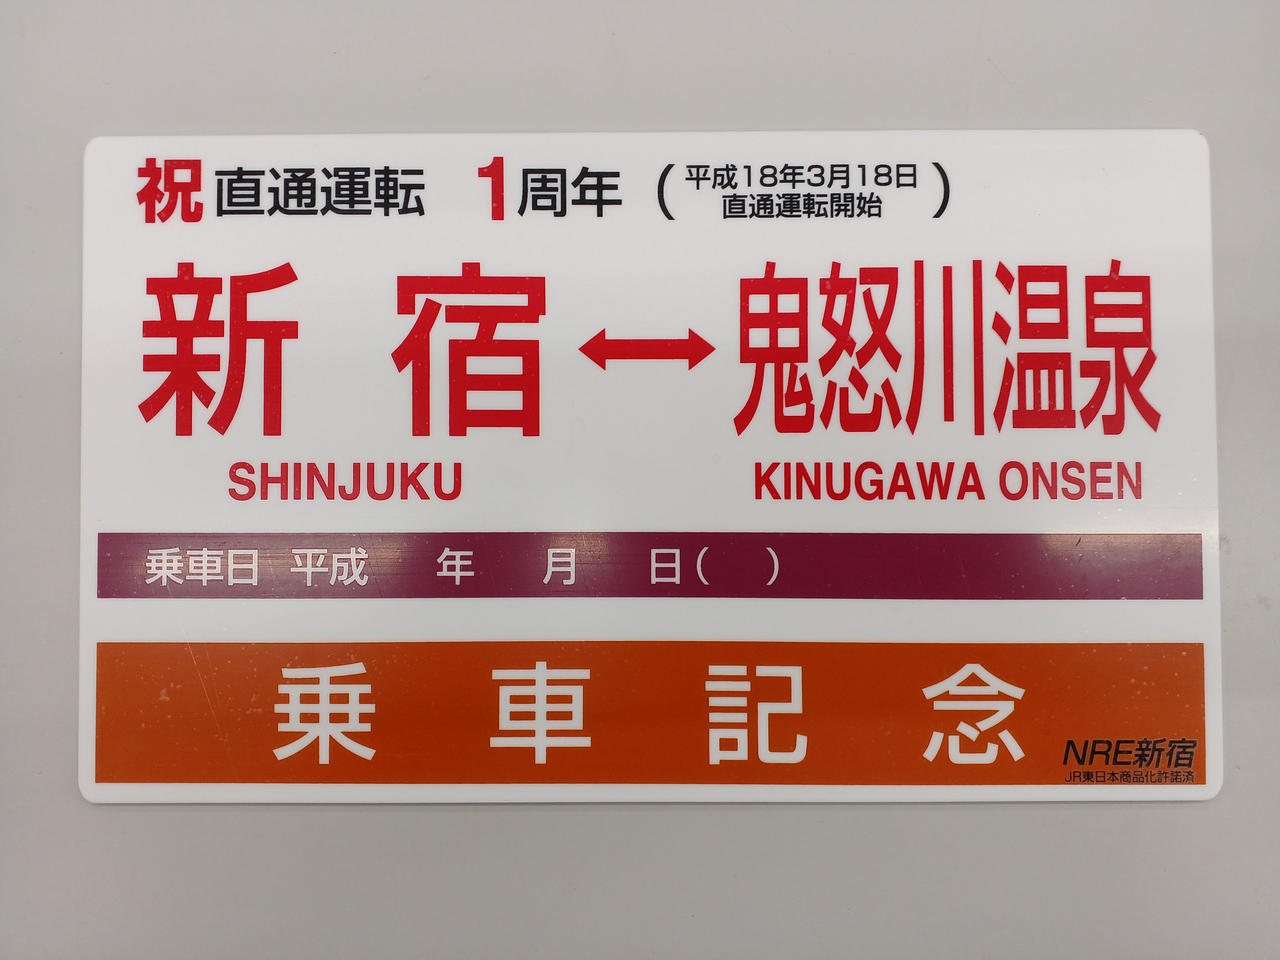 祝直通運転 1周年 (平成18年3月18日
直通運転開始)
新宿↔鬼怒川温泉
SHINJUKU KINUGAWA ONSEN
乗車日 平成 年 月 日( )
乗車記念
NRE新宿
JR東日本商品化許諾済